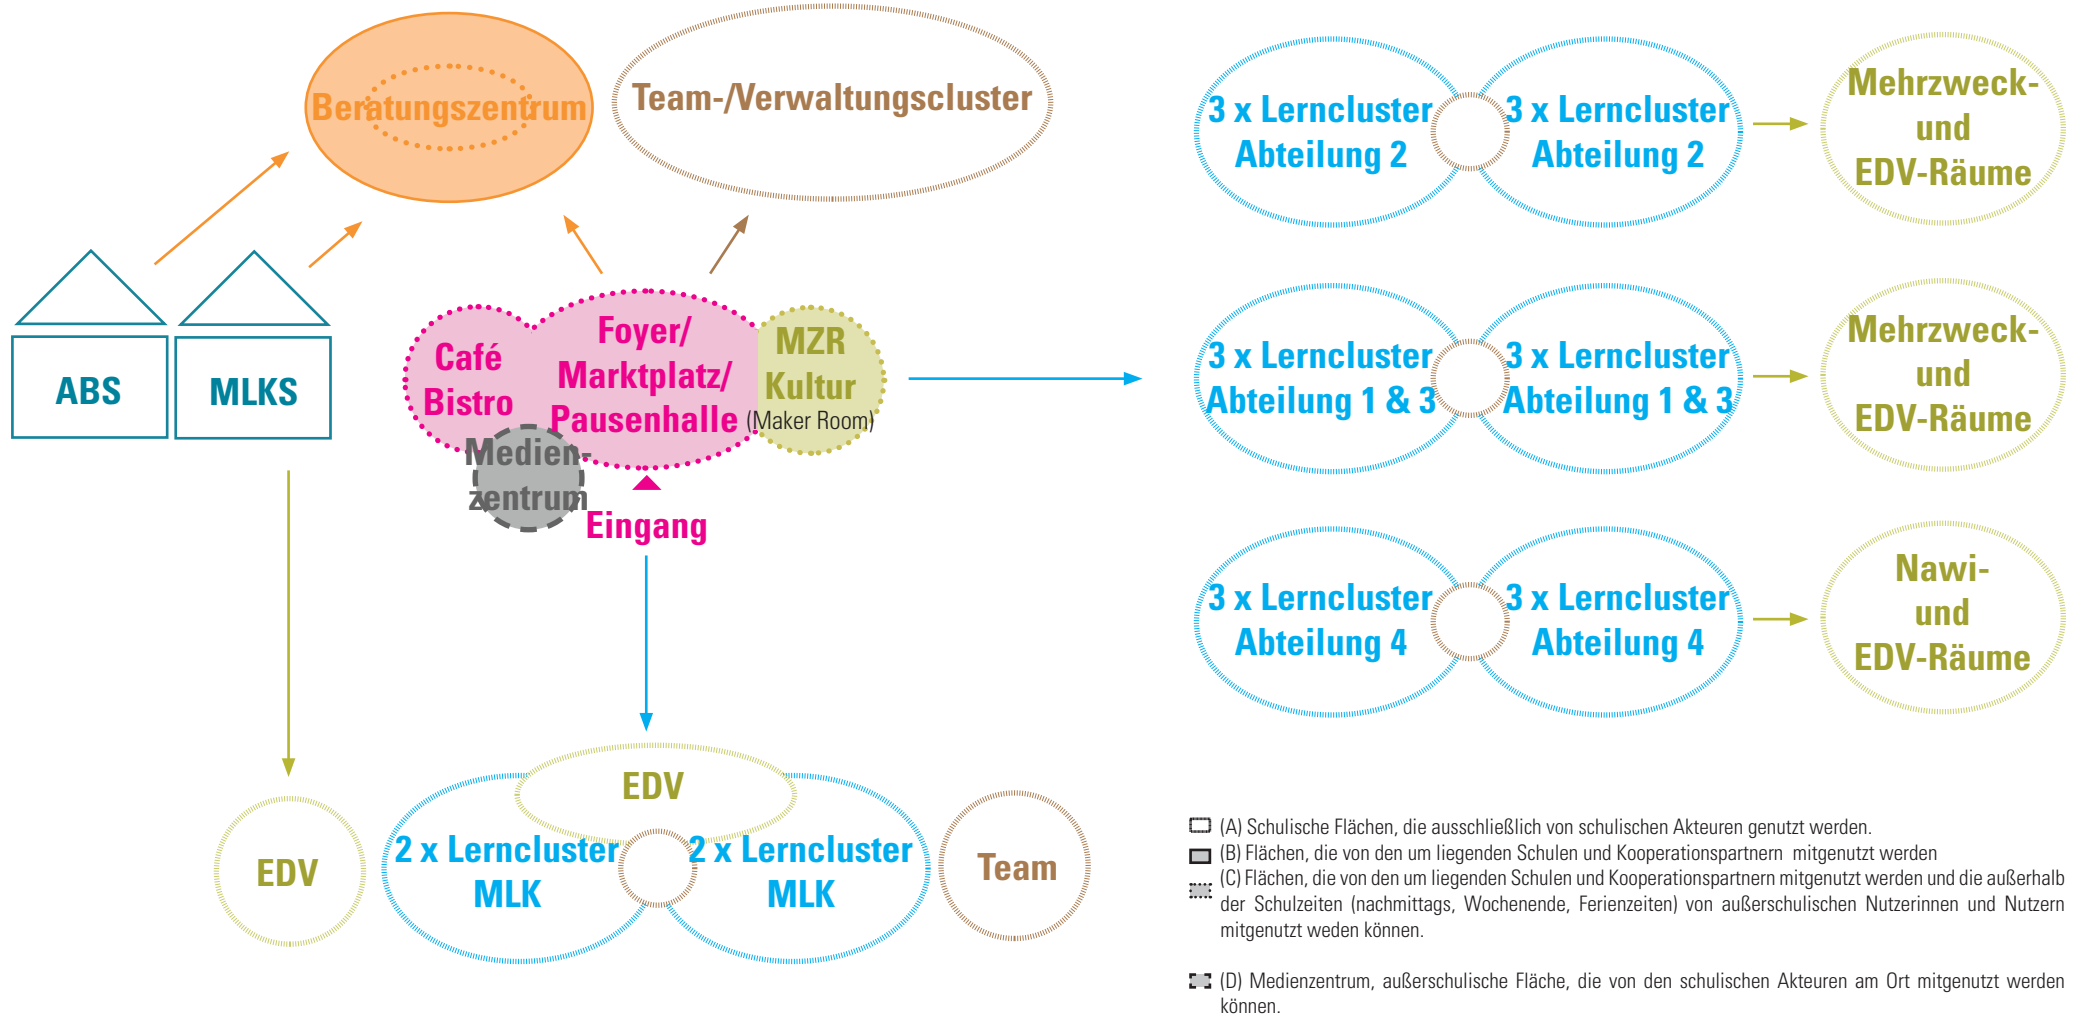 Beratungszentrum
Team-/Verwaltungscluster
ABS
MLKS
Café
Bistro
Foyer/
Marktplatz/
Pausenhalle
MZR
Kultur
(Maker Room)
Medien-
zentrum
Eingang
EDV
EDV
2 x Lerncluster
MLK
2 x Lerncluster
MLK
Team
3 x Lerncluster
Abteilung 2
3 x Lerncluster
Abteilung 2
Mehrzweck-
und
EDV-Räume
3 x Lerncluster
Abteilung 1 & 3
3 x Lerncluster
Abteilung 1 & 3
Mehrzweck-
und
EDV-Räume
3 x Lerncluster
Abteilung 4
3 x Lerncluster
Abteilung 4
Nawi-
und
EDV-Räume
(A) Schulische Flächen, die ausschließlich von schulischen Akteuren genutzt werden.
(B) Flächen, die von den um liegenden Schulen und Kooperationspartnern mitgenutzt werden
(C) Flächen, die von den um liegenden Schulen und Kooperationspartnern mitgenutzt werden und die außerhalb
der Schulzeiten (nachmittags, Wochenende, Ferienzeiten) von außerschulischen Nutzerinnen und Nutzern
mitgenutzt weden können.
(D) Medienzentrum, außerschulische Fläche, die von den schulischen Akteuren am Ort mitgenutzt werden
können.